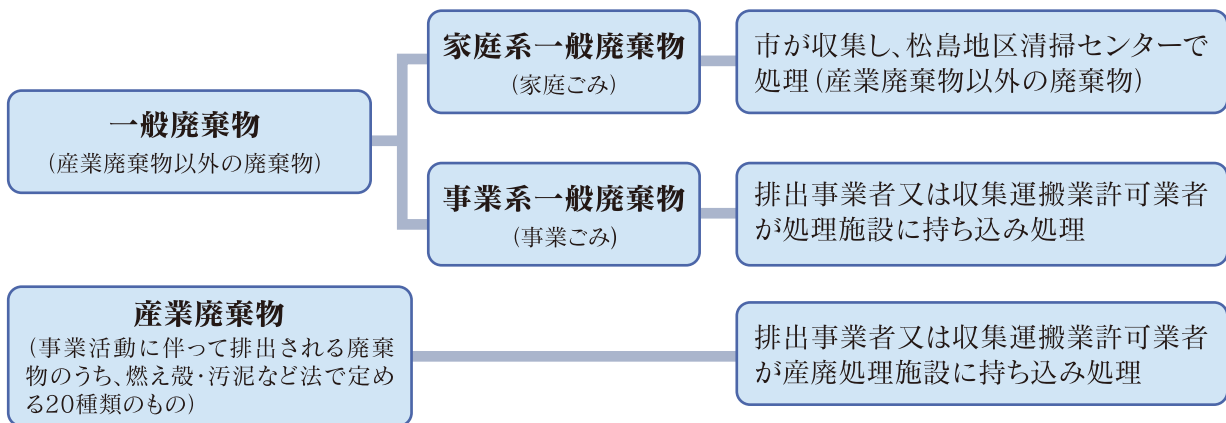 一般廃棄物
(産業廃棄物以外の廃棄物)
家庭系一般廃棄物
(家庭ごみ)
市が収集し、松島地区清掃センターで
処理(産業廃棄物以外の廃棄物)
事業系一般廃棄物
(事業ごみ)
排出事業者又は収集運搬業許可業者
が処理施設に持ち込み処理
産業廃棄物
(事業活動に伴って排出される廃棄
物のうち、燃え殻・汚泥など法で定め
る20種類のもの)
排出事業者又は収集運搬業許可業者
が産廃処理施設に持ち込み処理